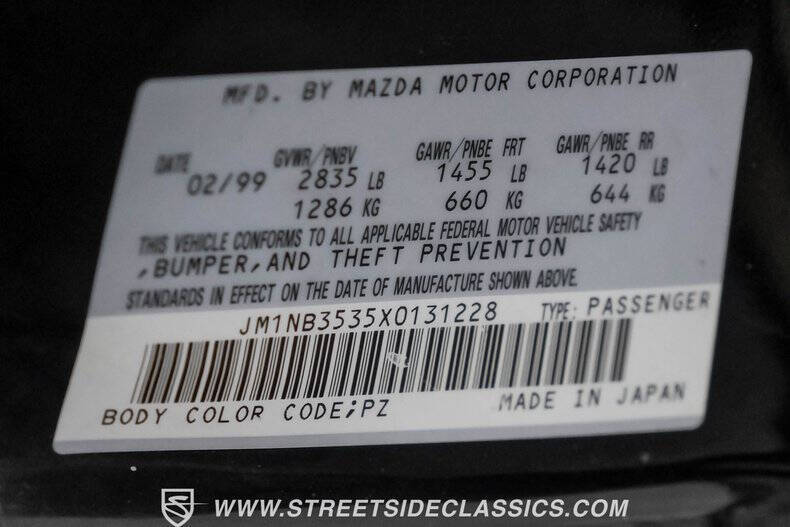 MFD. BY MAZDA MOTOR CORPORATION
DATE GVWR/PNBV GAWR/PNBE FRT GAWR/PNBE RR
02/99 2835 LB 1455 LB 1420 LB
1286 KG 660 KG 644 KG
THIS VEHICLE CONFORMS TO ALL APPLICABLE FEDERAL MOTOR VEHICLE SAFETY
,BUMPER,AND THEFT PREVENTION
STANDARDS IN EFFECT ON THE DATE OF MANUFACTURE SHOWN ABOVE.
JM1NB3535X0131228 TYPE: PASSENGER
BODY COLOR CODE;PZ MADE IN JAPAN
WWW.STREETSIDECLASSICS.COM